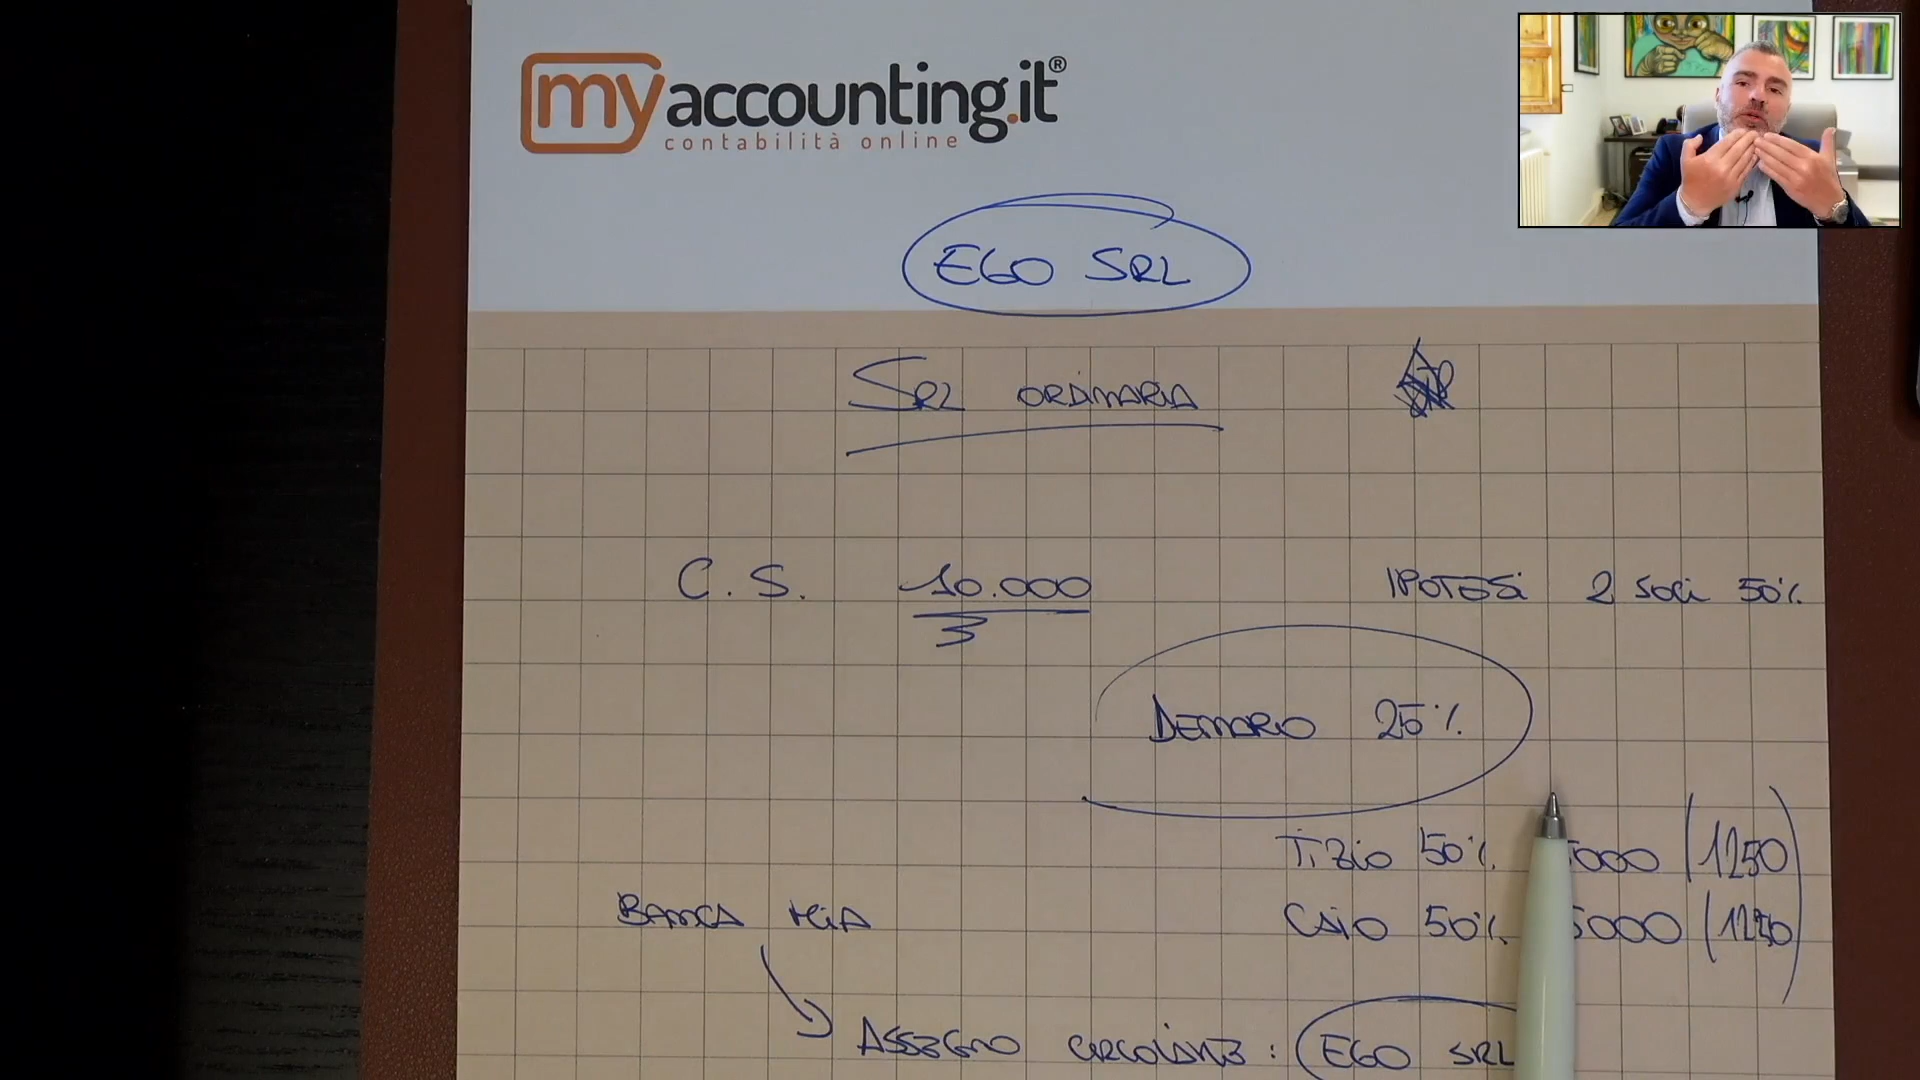 myaccounting.it®
contabilità online
EGO SRL
SRL ORDINARIA
C.S. 10.000
IPOTESI 2 SOCI 50%
DENARO 25%
TIZIO 50% 5000 (1250)
CAIO 50% 5000 (1250)
BANCA MIA
ASSEGNO CIRCOLARE: EGO SRL